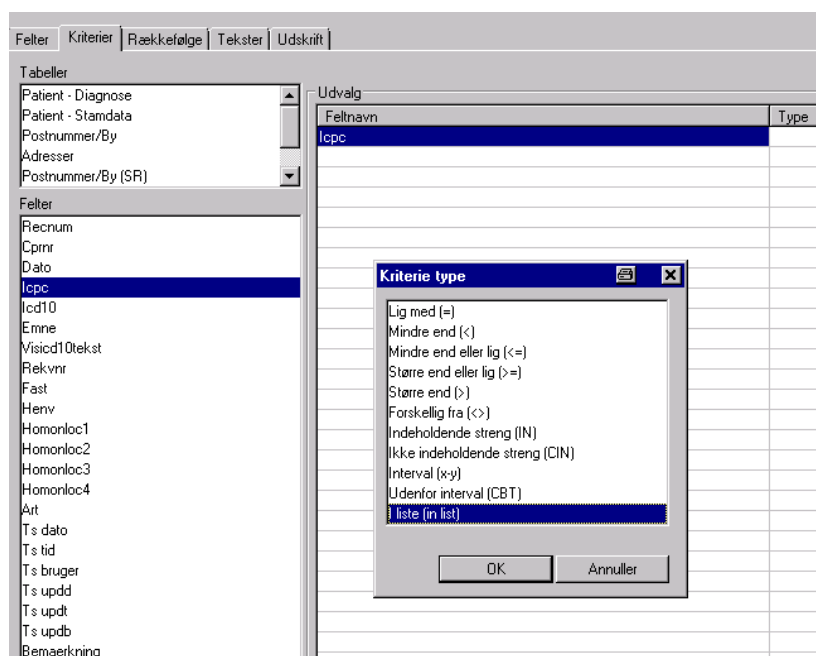 Felter Kriterier Rækkefølge Tekster Udskrift
Tabeller
Patient - Diagnose
Patient - Stamdata
Postnummer/By
Adresser
Postnummer/By (SR)
Felter
Recnum
Cprnr
Dato
Icpc
Icd10
Emne
Visicd10tekst
Rekvnr
Fast
Henv
Homonloc1
Homonloc2
Homonloc3
Homonloc4
Art
Ts dato
Ts tid
Ts bruger
Ts updd
Ts updt
Ts updb
Bemaerkning
Udvalg
Feltnavn Type
Icpc
Kriterie type
Lig med (=)
Mindre end (<)
Mindre end eller lig (<=)
Større end eller lig (>=)
Større end (>)
Forskellig fra (<>)
Indeholdende streng (IN)
Ikke indeholdende streng (CIN)
Interval (x-y)
Udenfor interval (CBT)
I liste (in list)
OK Annuller